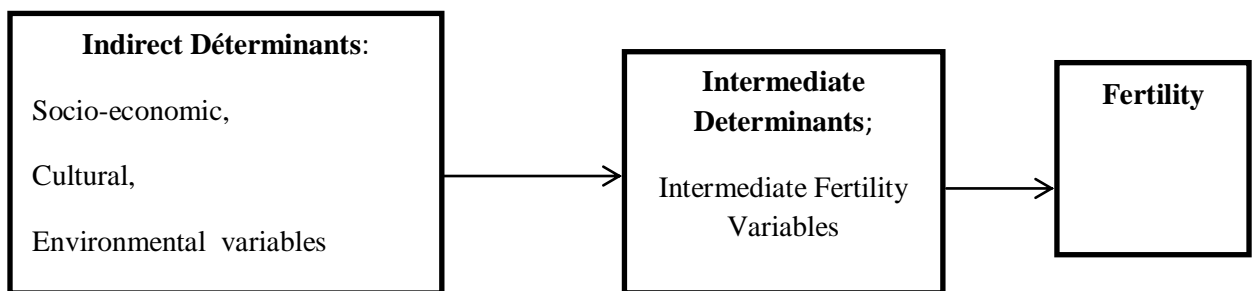 Indirect Déterminants:
Socio-economic,
Cultural,
Environmental variables
Intermediate
Determinants;
Intermediate Fertility
Variables
Fertility